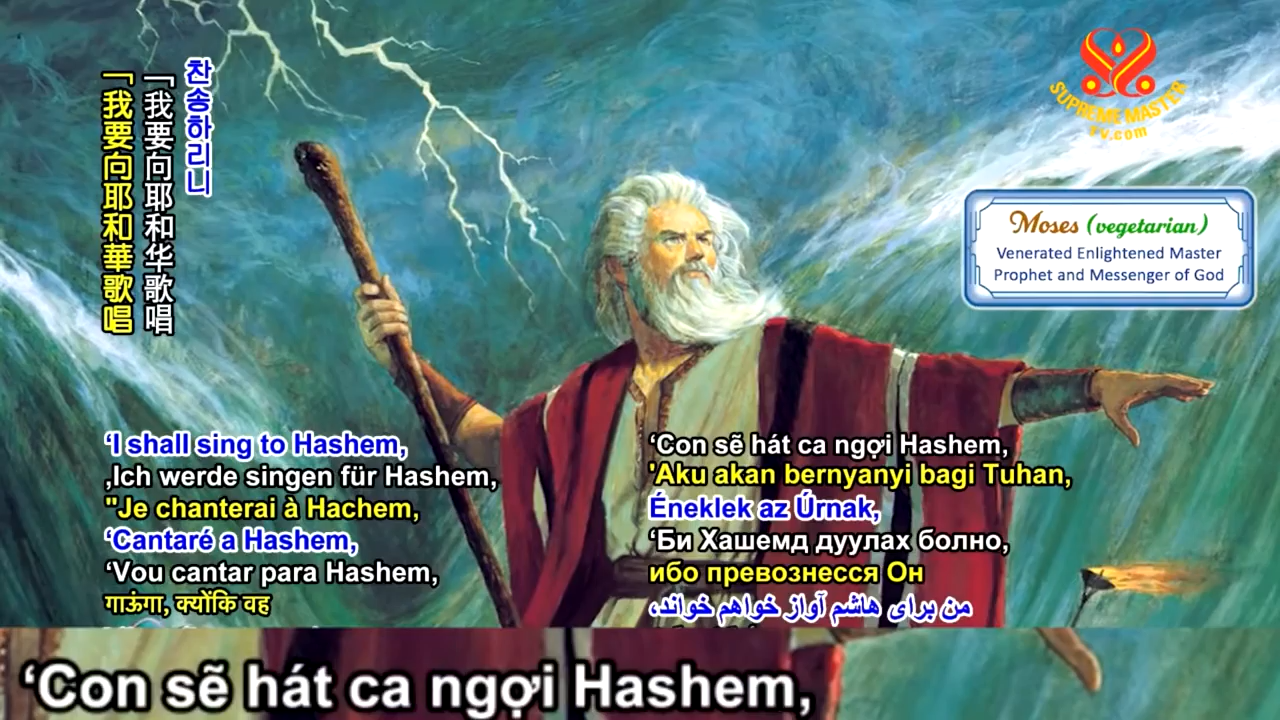 찬송하리니
「我要向耶和华歌唱
「我要向耶和華歌唱
SUPREME MASTER
TV.com
Moses (vegetarian)
Venerated Enlightened Master
Prophet and Messenger of God
‘I shall sing to Hashem,
‚Ich werde singen für Hashem,
"Je chanterai à Hachem,
‘Cantaré a Hashem,
‘Vou cantar para Hashem,
गाऊंगा, क्योंकि वह
‘Con sẽ hát ca ngợi Hashem,
'Aku akan bernyanyi bagi Tuhan,
Éneklek az Úrnak,
‘Би Хашемд дуулах болно,
ибо превознесся Он
من برای هاشم آواز خواهم خواند،
‘Con sẽ hát ca ngợi Hashem,